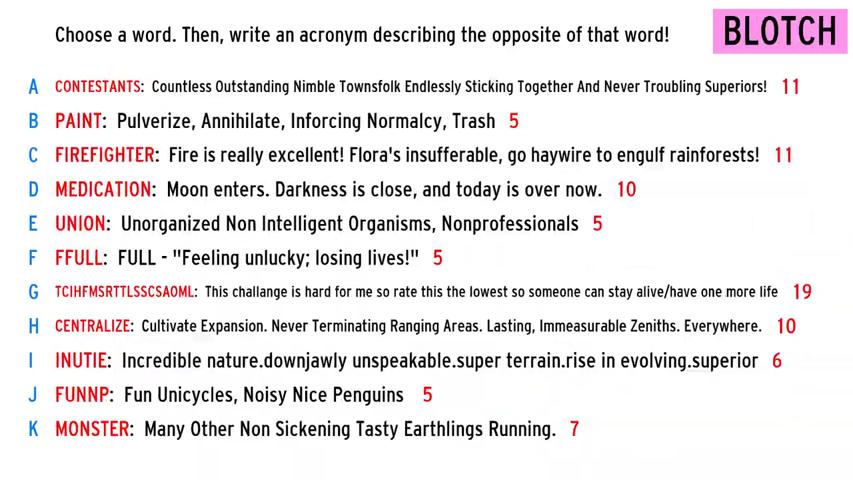 Choose a word. Then, write an acronym describing the opposite of that word!
BLOTCH
A CONTESTANTS: Countless Outstanding Nimble Townsfolk Endlessly Sticking Together And Never Troubling Superiors! 11
B PAINT: Pulverize, Annihilate, Inforcing Normalcy, Trash 5
C FIREFIGHTER: Fire is really excellent! Flora's insufferable, go haywire to engulf rainforests! 11
D MEDICATION: Moon enters. Darkness is close, and today is over now. 10
E UNION: Unorganized Non Intelligent Organisms, Nonprofessionals 5
F FFULL: FULL - "Feeling unlucky; losing lives!" 5
G TCIHFMSRTTLSSCSAOML: This challange is hard for me so rate this the lowest so someone can stay alive/have one more life 19
H CENTRALIZE: Cultivate Expansion. Never Terminating Ranging Areas. Lasting, Immeasurable Zeniths. Everywhere. 10
I INUTIE: Incredible nature.downjawly unspeakable.super terrain.rise in evolving.superior 6
J FUNNP: Fun Unicycles, Noisy Nice Penguins 5
K MONSTER: Many Other Non Sickening Tasty Earthlings Running. 7